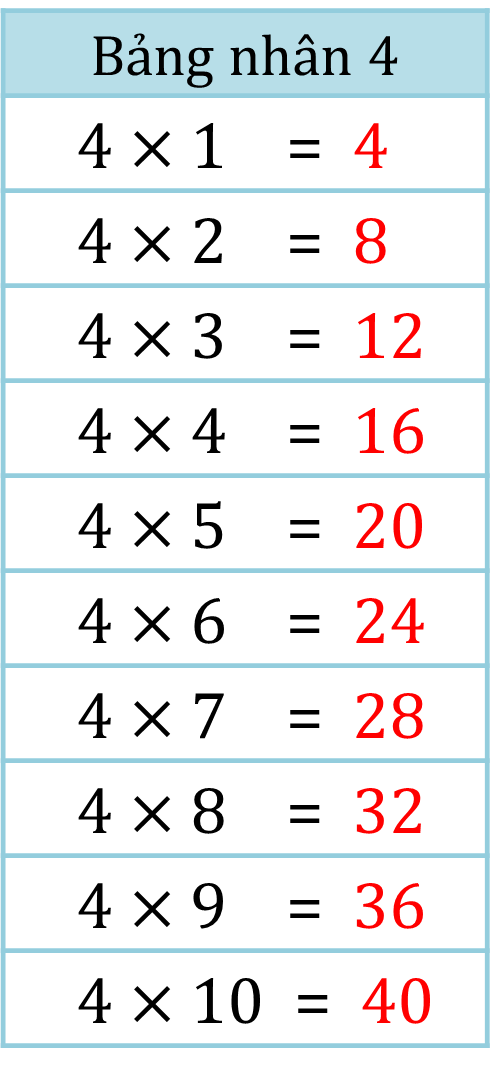 Bảng nhân 4
4 × 1 = 4
4 × 2 = 8
4 × 3 = 12
4 × 4 = 16
4 × 5 = 20
4 × 6 = 24
4 × 7 = 28
4 × 8 = 32
4 × 9 = 36
4 × 10 = 40